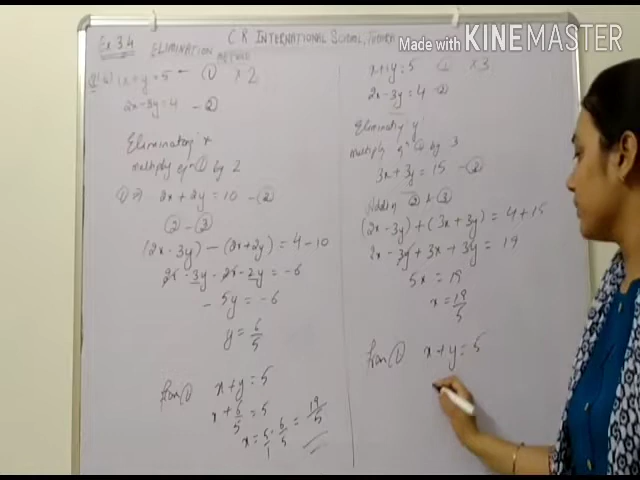 C R INTERNATIONAL SCHOOL,
Made with KINEMASTER
Ex 3.4 ELIMINATION METHOD
x+y=5 - ① ×2
2x-3y=4 - ②
Eliminating x
multiply eqn ① by 2
2x+2y=10 -③
②-③
(2x-3y) - (2x+2y) = 4-10
2x-3y-2x-2y = -6
-5y=-6
y = 6/5
from ① x+y=5
x+6/5=5
x=5/1-6/5=19/5
x+y=5 ① ×3
2x-3y=4 -②
Eliminating 'y'
multiply eqn ① by 3
3x+3y=15
Adding ② & ③
(2x-3y)+(3x+3y)=4+15
2x-3y+3x+3y=19
5x=19
x=19/5
from ① x+y=5